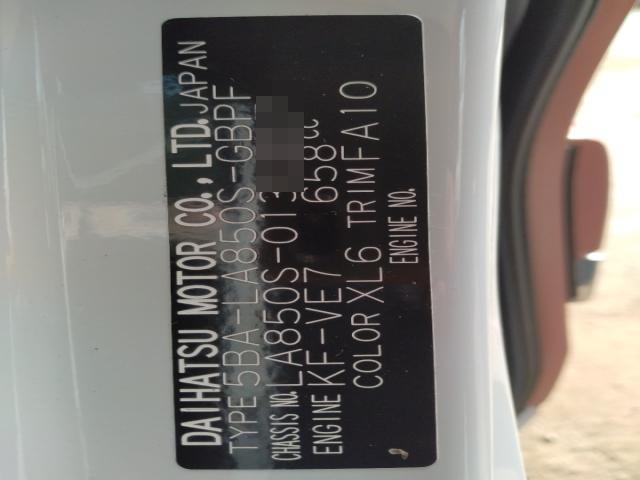 DAIHATSU MOTOR CO., LTD. JAPAN
TYPE 5BA-LA850S-GBPF
CHASSIS NO. LA850S-013
ENGINE KF-VE7 658cc
COLOR XL6 TRIM FA10
ENGINE NO.